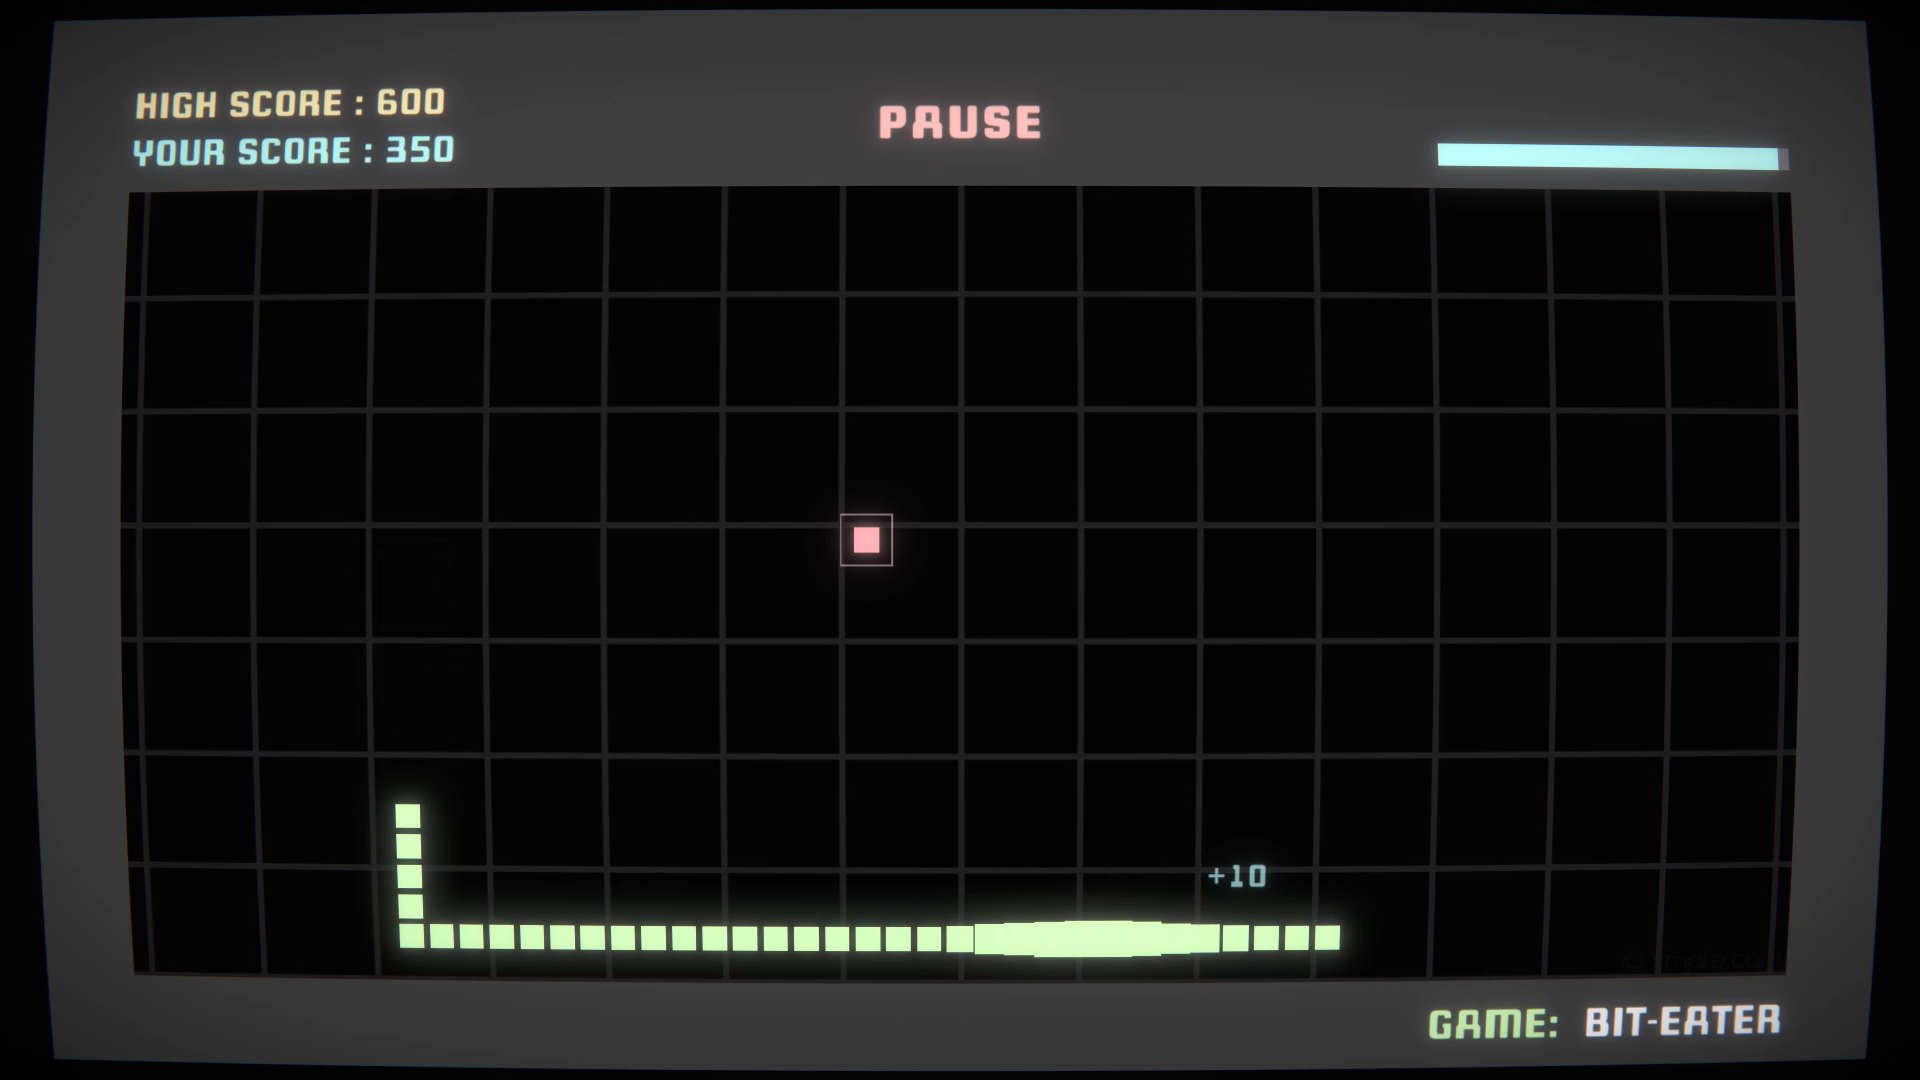 HIGH SCORE : 600
YOUR SCORE : 350
PAUSE
+10
GAME: BIT-EATER